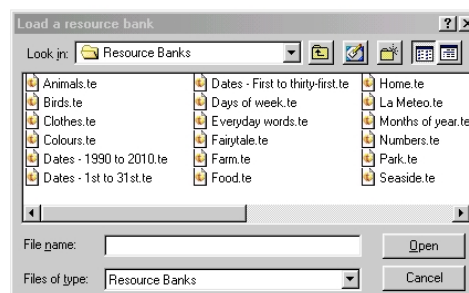 Load a resource bank
Look in: Resource Banks
Animals.te
Birds.te
Clothes.te
Colours.te
Dates - 1990 to 2010.te
Dates - 1st to 31st.te
Dates - First to thirty-first.te
Days of week.te
Everyday words.te
Fairytale.te
Farm.te
Food.te
Home.te
La Meteo.te
Months of year.te
Numbers.te
Park.te
Seaside.te
File name:
Open
Files of type: Resource Banks
Cancel